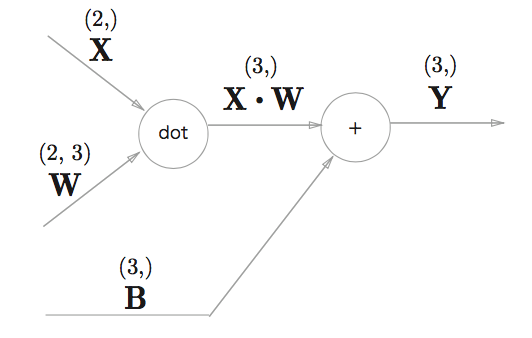 (2,)
X
(2, 3)
W
dot
(3,)
X · W
+
(3,)
Y
(3,)
B